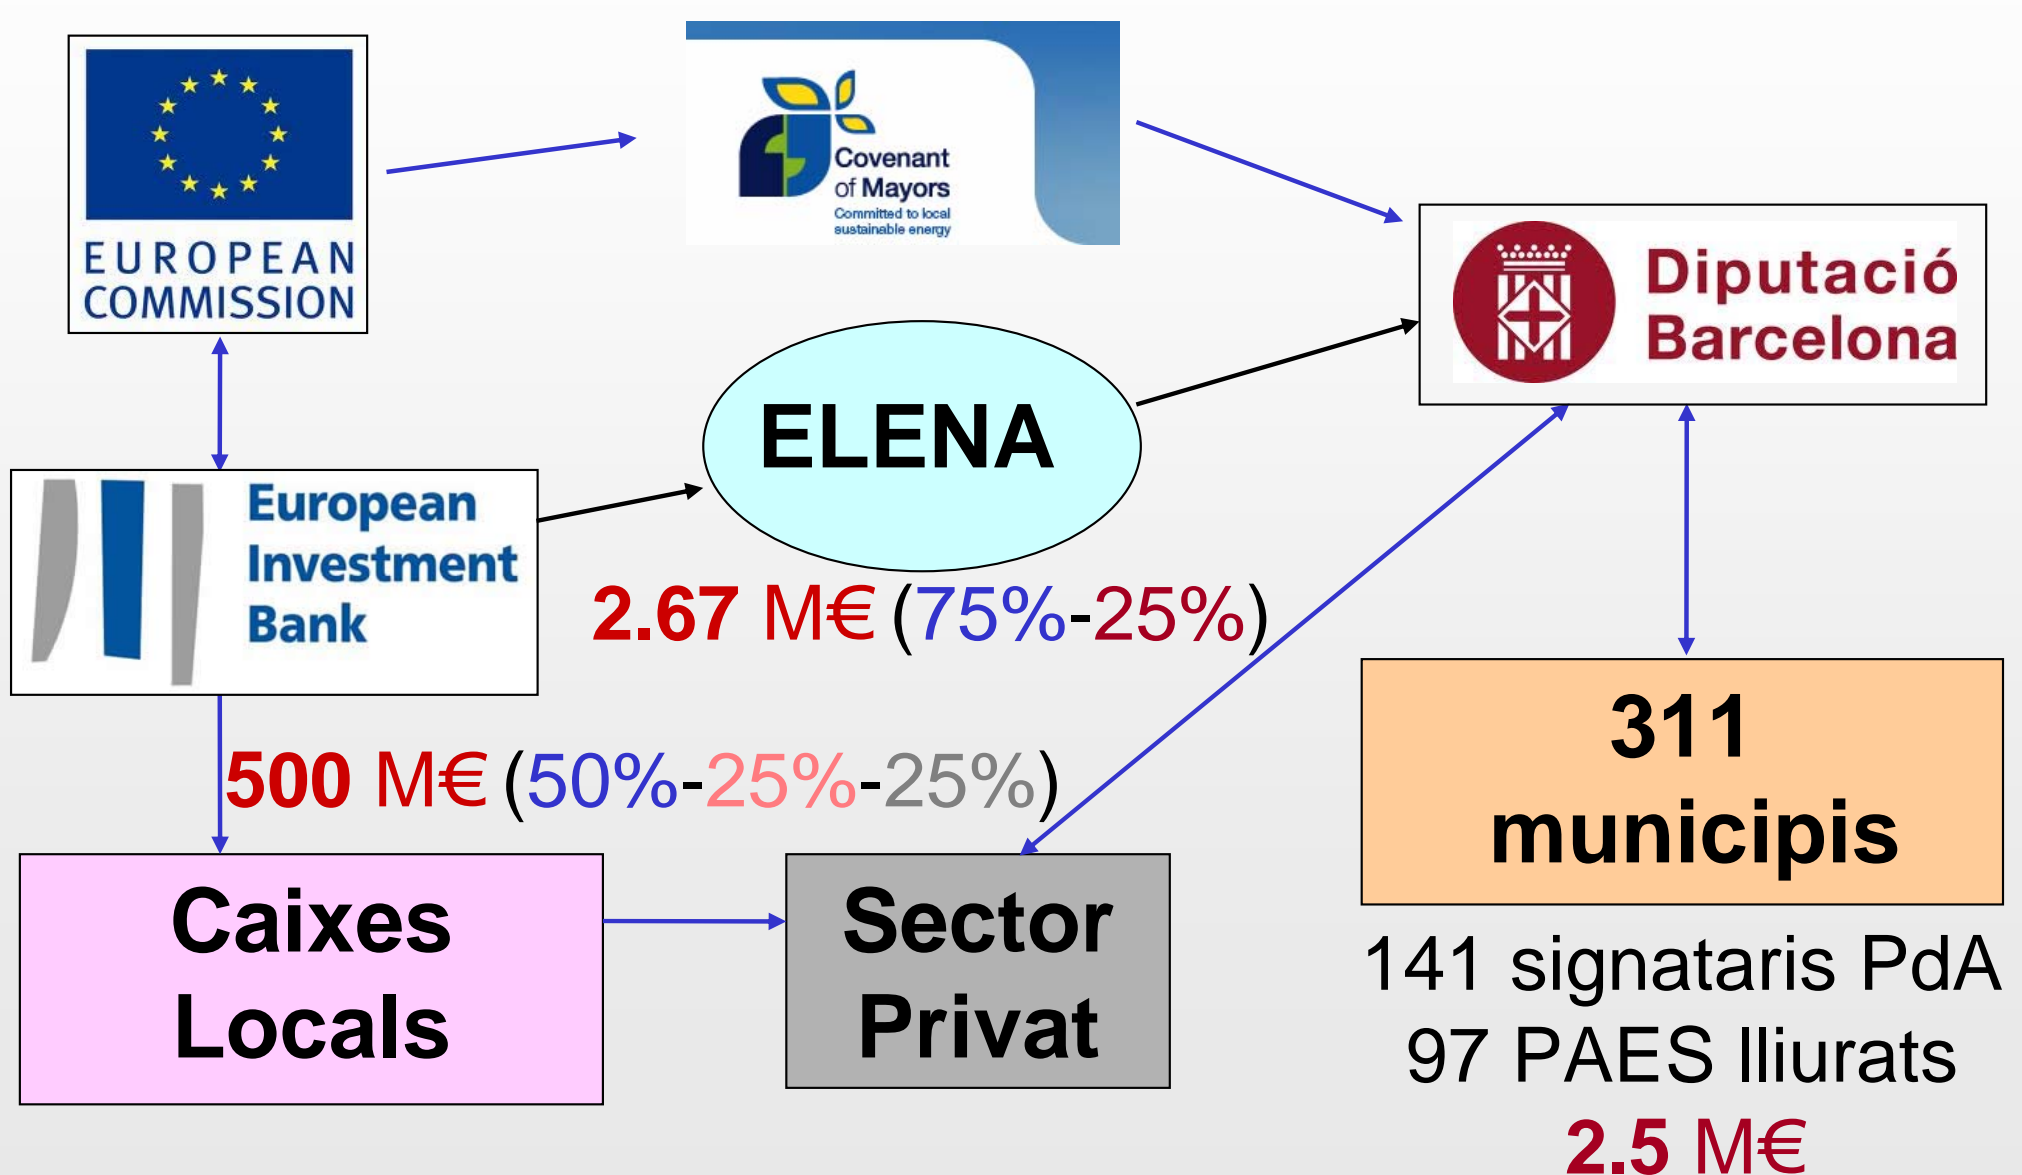 EUROPEAN
COMMISSION
Covenant
of Mayors
Committed to local
sustainable energy
Diputació
Barcelona
ELENA
European
Investment
Bank
2.67 M€ (75%-25%)
500 M€ (50%-25%-25%)
311
municipis
Caixes
Locals
Sector
Privat
141 signataris PdA
97 PAES lliurats
2.5 M€